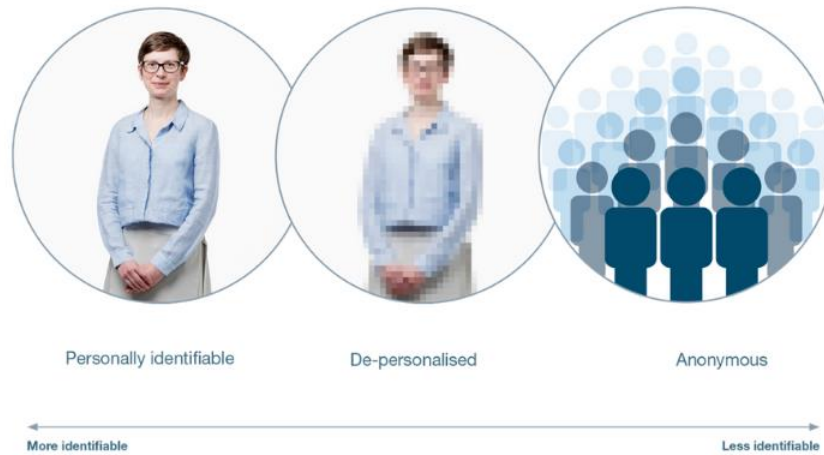 Personally identifiable
De-personalised
Anonymous
More identifiable
Less identifiable